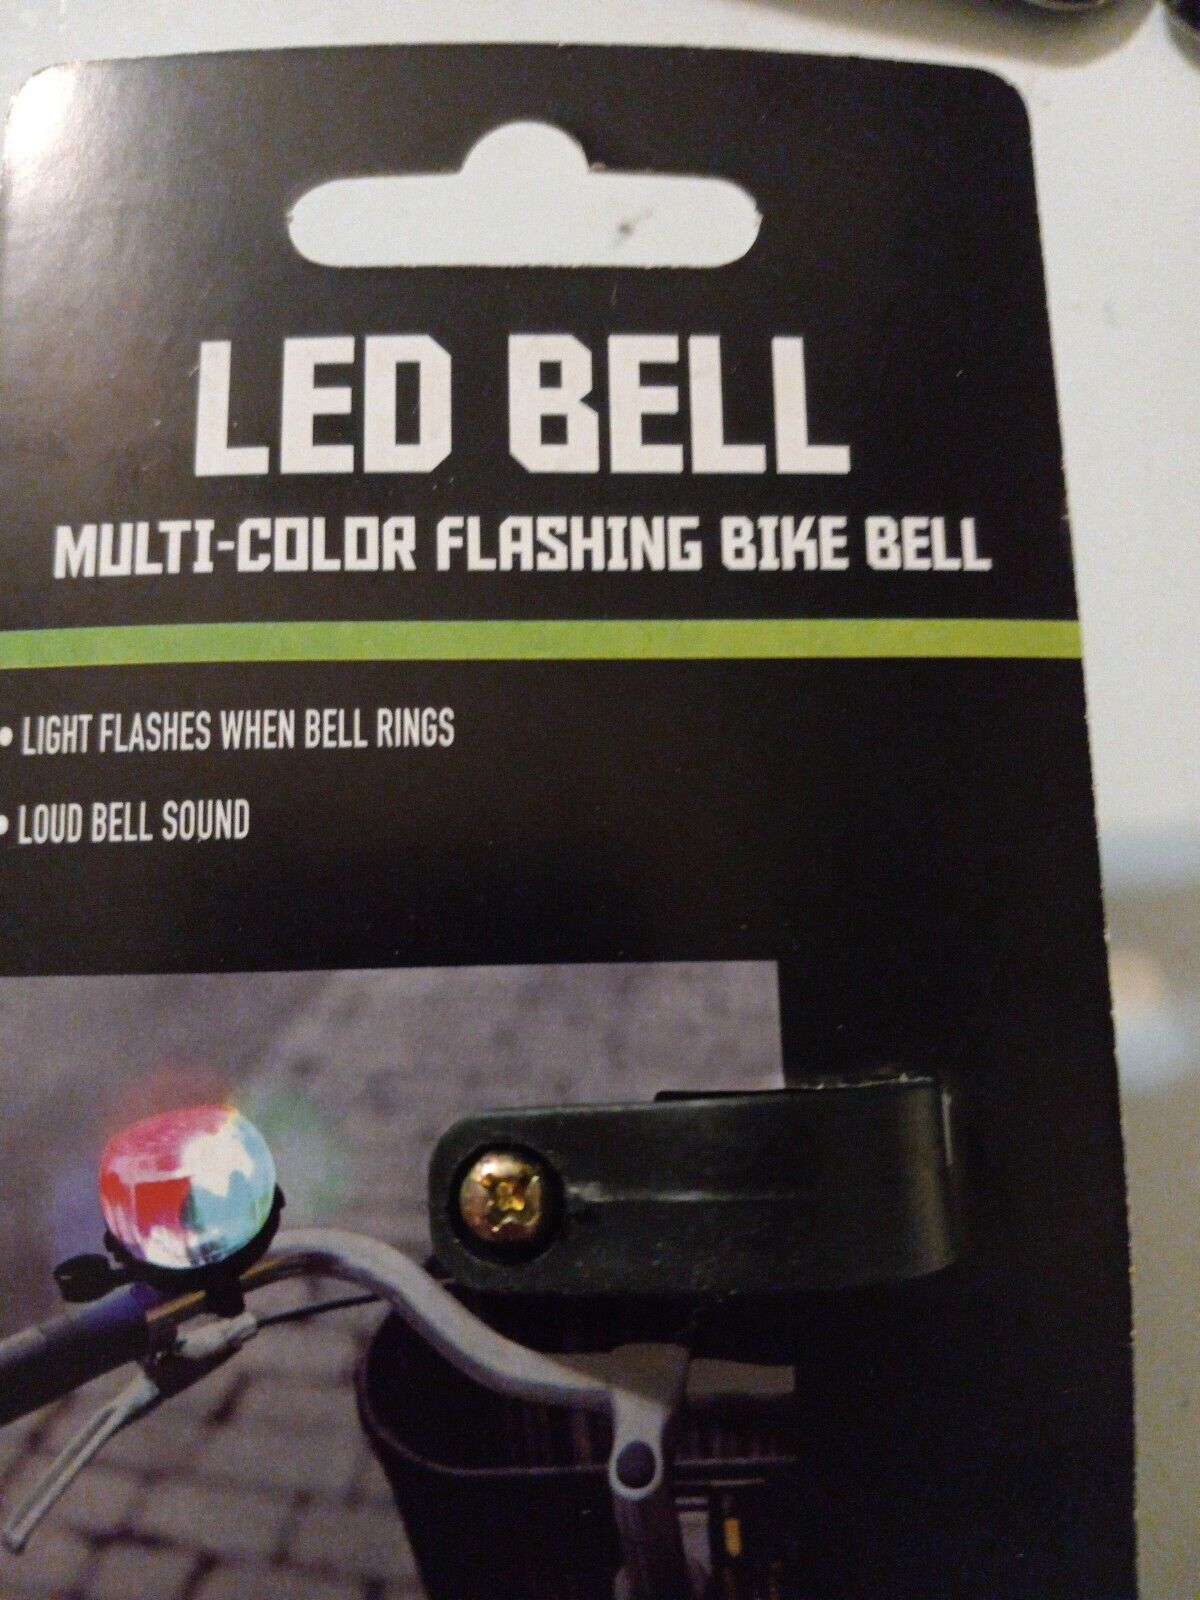 LED BELL
MULTI-COLOR FLASHING BIKE BELL
• LIGHT FLASHES WHEN BELL RINGS
• LOUD BELL SOUND